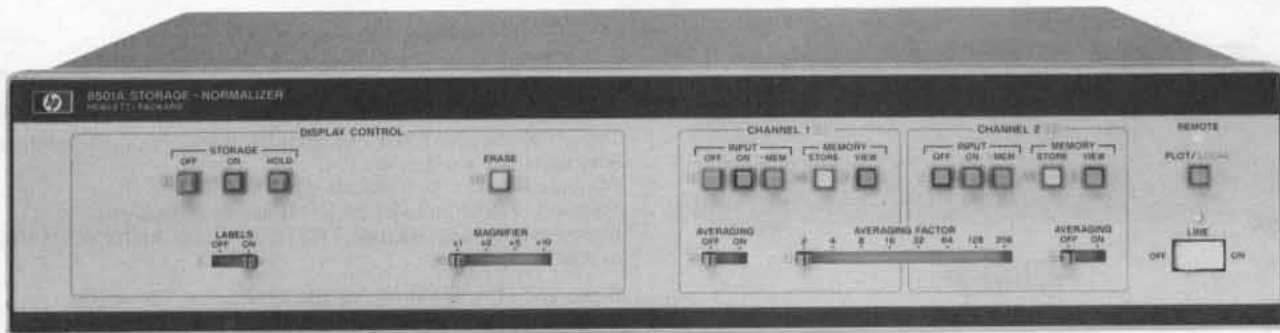 hp 8501A STORAGE - NORMALIZER
HEWLETT · PACKARD
DISPLAY CONTROL
STORAGE
OFF ON HOLD
ERASE
LABELS
OFF ON
MAGNIFIER
x1 x2 x5 x10
CHANNEL 1
INPUT MEMORY
OFF ON -MEM STORE VIEW
CHANNEL 2
INPUT MEMORY
OFF ON -MEM STORE VIEW
AVERAGING
OFF ON
AVERAGING FACTOR
2 4 8 16 32 64 128 256
AVERAGING
OFF ON
REMOTE
PLOT/LOCAL
LINE
OFF ON